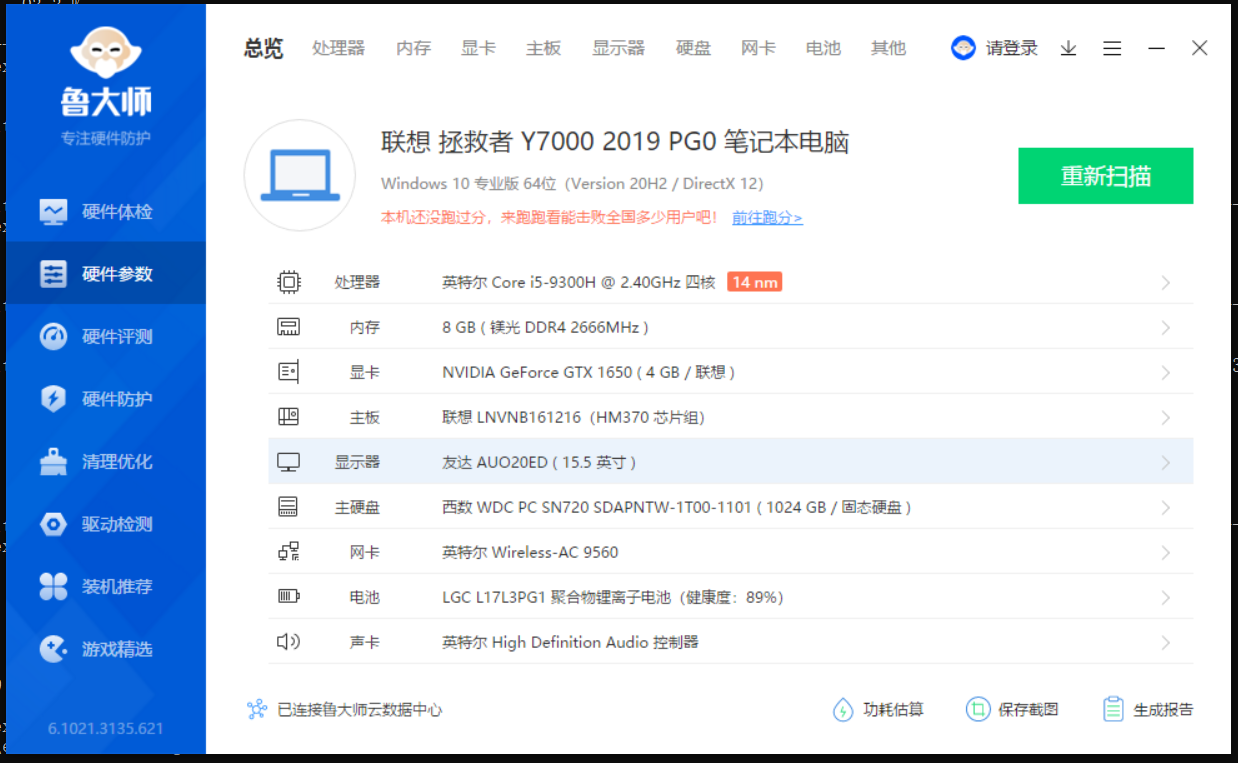 鲁大师
专注硬件防护
硬件体检
硬件参数
硬件评测
硬件防护
清理优化
驱动检测
装机推荐
游戏精选
6.1021.3135.621
总览 处理器 内存 显卡 主板 显示器 硬盘 网卡 电池 其他 请登录
联想 拯救者 Y7000 2019 PG0 笔记本电脑
Windows 10 专业版 64位（Version 20H2 / DirectX 12）
本机还没跑过分，来跑跑看能击败全国多少用户吧！ 前往跑分>
重新扫描
处理器 英特尔 Core i5-9300H @ 2.40GHz 四核 14 nm
内存 8 GB ( 镁光 DDR4 2666MHz )
显卡 NVIDIA GeForce GTX 1650 ( 4 GB / 联想 )
主板 联想 LNVNB161216（HM370 芯片组）
显示器 友达 AUO20ED ( 15.5 英寸 )
主硬盘 西数 WDC PC SN720 SDAPNTW-1T00-1101 ( 1024 GB / 固态硬盘 )
网卡 英特尔 Wireless-AC 9560
电池 LGC L17L3PG1 聚合物锂离子电池（健康度：89%）
声卡 英特尔 High Definition Audio 控制器
已连接鲁大师云数据中心 功耗估算 保存截图 生成报告